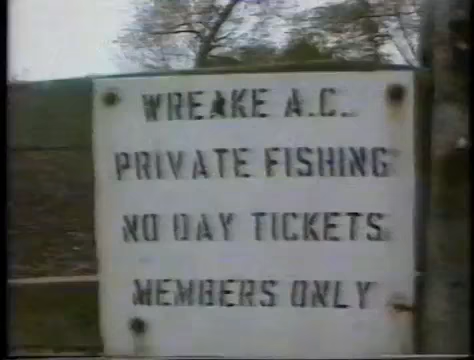 WREAKE A.C.
PRIVATE FISHING
NO DAY TICKETS
MEMBERS ONLY